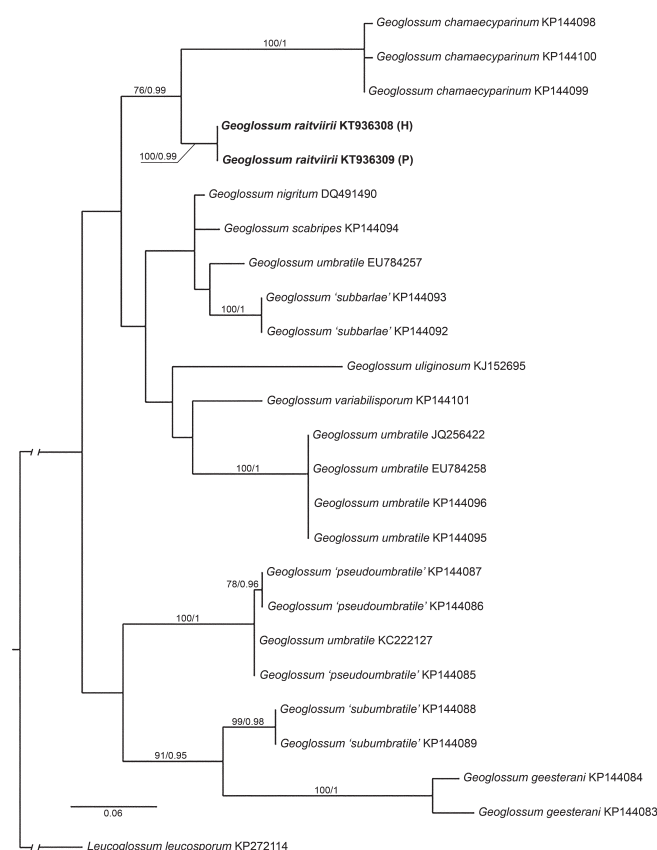 Geoglossum chamaecyparinum KP144098
100/1
Geoglossum chamaecyparinum KP144100
76/0.99
Geoglossum chamaecyparinum KP144099
Geoglossum raitviirii KT936308 (H)
100/0.99
Geoglossum raitviirii KT936309 (P)
Geoglossum nigritum DQ491490
Geoglossum scabripes KP144094
Geoglossum umbratile EU784257
Geoglossum ‘subbarlae’ KP144093
100/1
Geoglossum ‘subbarlae’ KP144092
Geoglossum uliginosum KJ152695
Geoglossum variabilisporum KP144101
Geoglossum umbratile JQ256422
100/1
Geoglossum umbratile EU784258
Geoglossum umbratile KP144096
Geoglossum umbratile KP144095
Geoglossum ‘pseudoumbratile’ KP144087
78/0.96
Geoglossum ‘pseudoumbratile’ KP144086
100/1
Geoglossum umbratile KC222127
Geoglossum ‘pseudoumbratile’ KP144085
Geoglossum ‘subumbratile’ KP144088
99/0.98
Geoglossum ‘subumbratile’ KP144089
91/0.95
Geoglossum geesterani KP144084
100/1
Geoglossum geesterani KP144083
0.06
Leucoglossum leucosporum KP272114